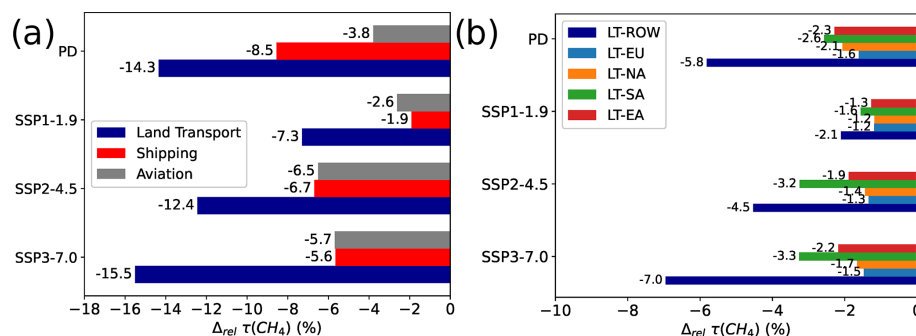 (a)
PD
-3.8
-8.5
-14.3
SSP1-1.9
-2.6
-1.9
-7.3
SSP2-4.5
-6.5
-6.7
-12.4
SSP3-7.0
-5.7
-5.6
-15.5
Land Transport
Shipping
Aviation
−18 −16 −14 −12 −10 −8 −6 −4 −2 0
Δrel τ(CH4) (%)
(b)
PD
-2.3
-2.6
-2.1
-1.6
-5.8
SSP1-1.9
-1.3
-1.6
-1.2
-1.2
-2.1
SSP2-4.5
-1.9
-3.2
-1.4
-1.3
-4.5
SSP3-7.0
-2.2
-3.3
-1.7
-1.5
-7.0
LT-ROW
LT-EU
LT-NA
LT-SA
LT-EA
−10 −8 −6 −4 −2 0
Δrel τ(CH4) (%)